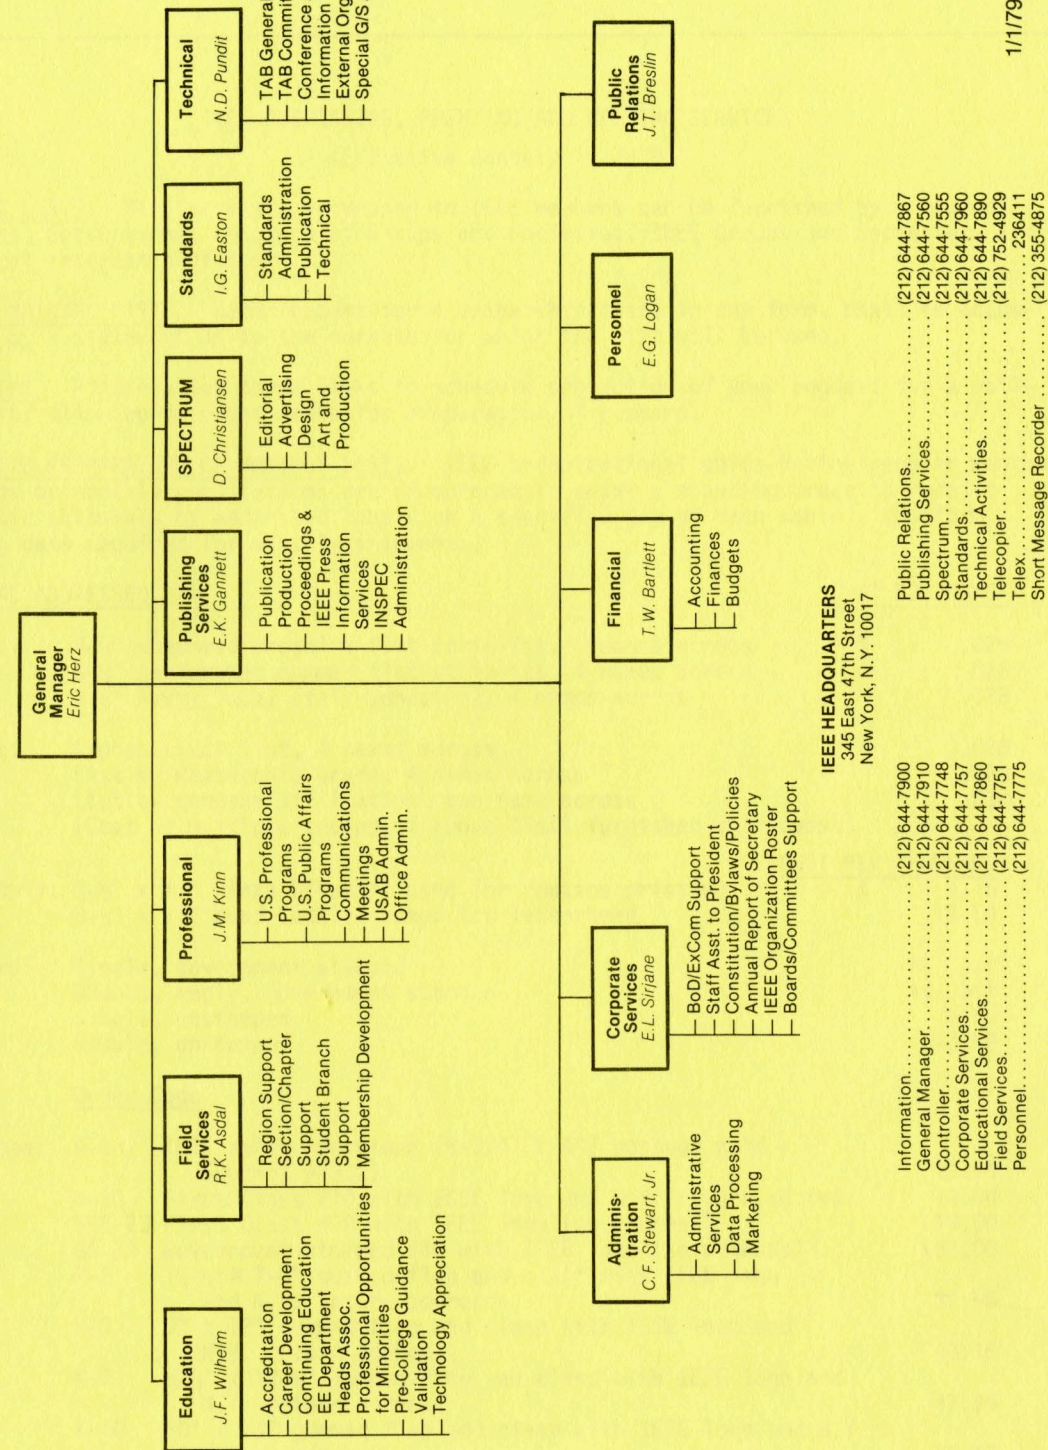 General
Manager
Eric Herz
Education
J.F. Wilhelm
Accreditation
Career Development
Continuing Education
EE Department
Heads Assoc.
Professional Opportunities
for Minorities
Pre-College Guidance
Validation
Technology Appreciation
Field
Services
R.K. Asdal
Region Support
Section/Chapter
Support
Student Branch
Support
Membership Development
Professional
J.M. Kinn
U.S. Professional
Programs
U.S. Public Affairs
Programs
Communications
Meetings
USAB Admin.
Office Admin.
Publishing
Services
E.K. Gannett
Publication
Production
Proceedings &
IEEE Press
Information
Services
INSPEC
Administration
SPECTRUM
D. Christiansen
Editorial
Advertising
Design
Art and
Production
Standards
I.G. Easton
Standards
Administration
Publication
Technical
Technical
N.D. Pundit
TAB General
TAB Commit
Conference
Information
External Org
Special G/S
Adminis-
tration
C.F. Stewart, Jr.
Administrative
Services
Data Processing
Marketing
Corporate
Services
E.L. Sirjane
BoD/ExCom Support
Staff Asst. to President
Constitution/Bylaws/Policies
Annual Report of Secretary
IEEE Organization Roster
Boards/Committees Support
Financial
T.W. Bartlett
Accounting
Finances
Budgets
Personnel
E.G. Logan
Public
Relations
J.T. Breslin
IEEE HEADQUARTERS
345 East 47th Street
New York, N.Y. 10017
Information.......... (212) 644-7900
General Manager.......... (212) 644-7910
Controller.......... (212) 644-7748
Corporate Services.......... (212) 644-7757
Educational Services.......... (212) 644-7860
Field Services.......... (212) 644-7751
Personnel.......... (212) 644-7775
Public Relations.......... (212) 644-7867
Publishing Services.......... (212) 644-7560
Spectrum.......... (212) 644-7555
Standards.......... (212) 644-7960
Technical Activities.......... (212) 644-7890
Telecopier.......... (212) 752-4929
Telex.......... 236411
Short Message Recorder .......... (212) 355-4875
1/1/79